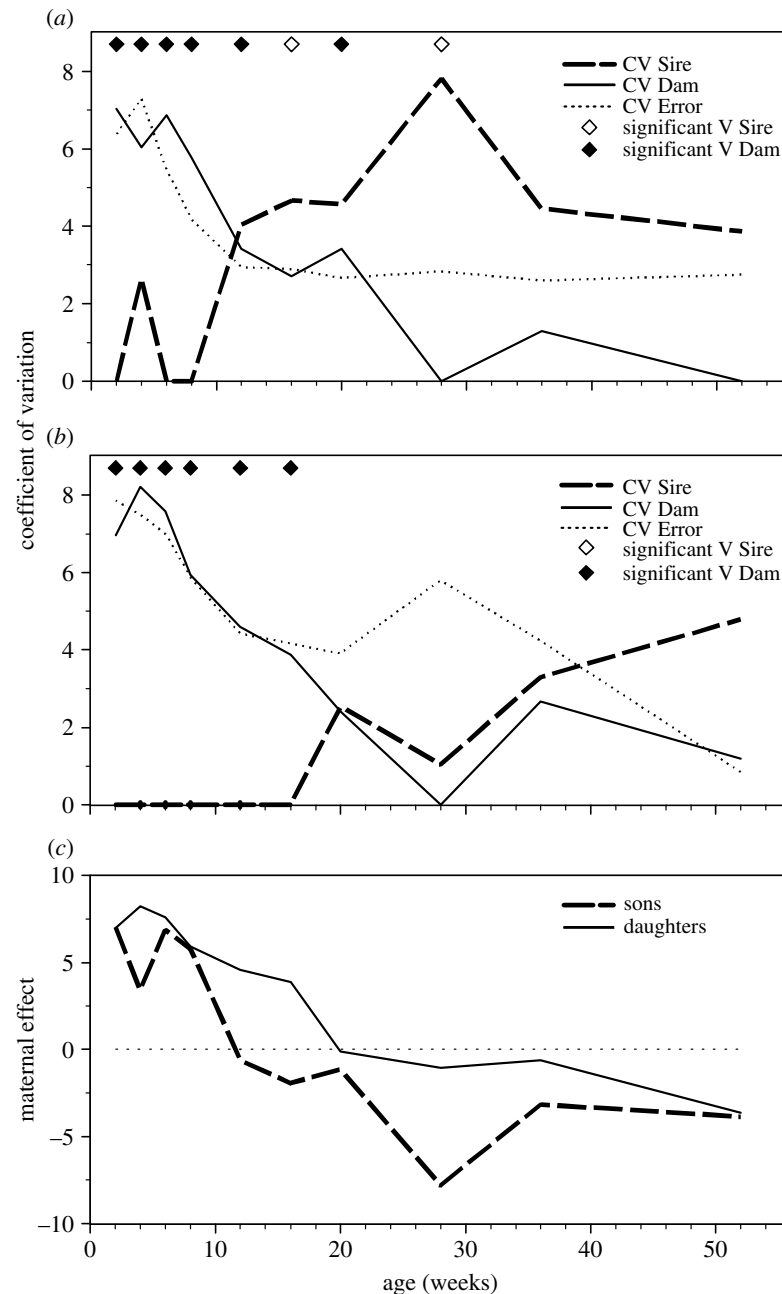 (a)
8
6
4
2
0
CV Sire
CV Dam
CV Error
significant V Sire
significant V Dam
coefficient of variation
(b)
8
6
4
2
0
CV Sire
CV Dam
CV Error
significant V Sire
significant V Dam
(c)
10
5
0
–5
–10
maternal effect
sons
daughters
0 10 20 30 40 50
age (weeks)